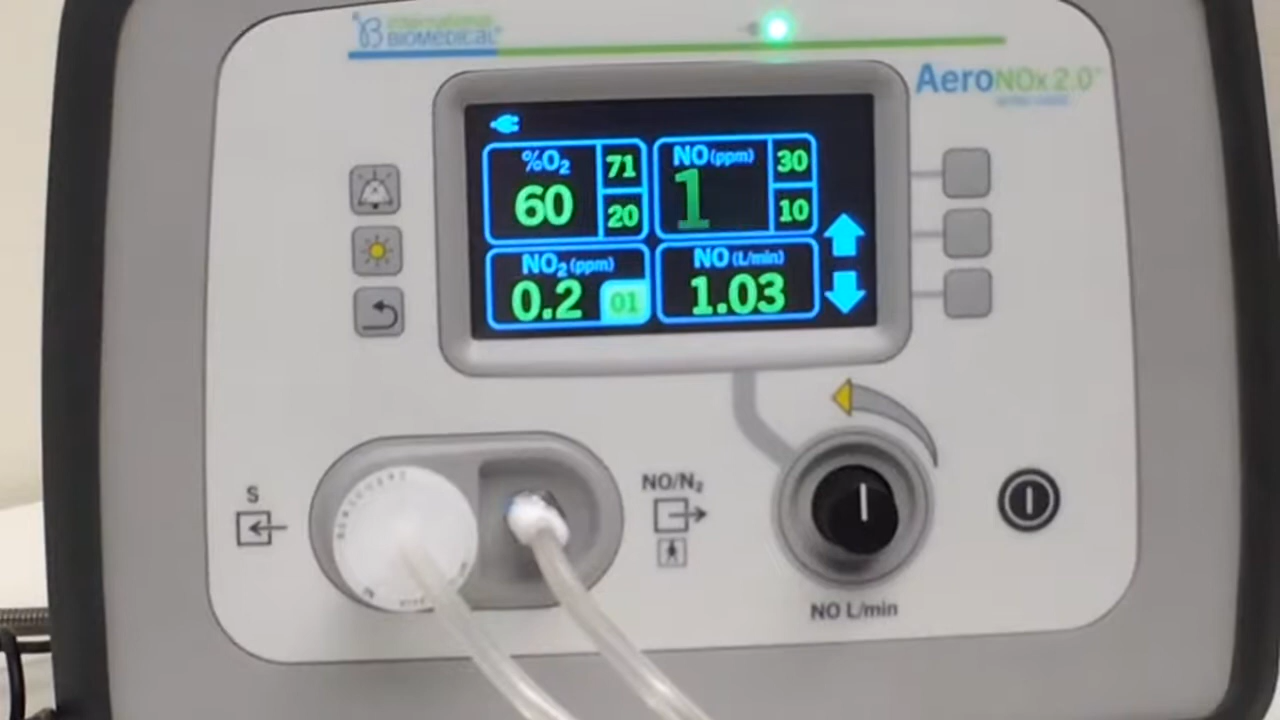 international
BIOMEDICAL
AeroNOx 2.0™
%O₂
60
71
20
NO (ppm)
1
30
10
NO₂ (ppm)
0.2
01
NO (L/min)
1.03
S
NO/N₂
NO L/min